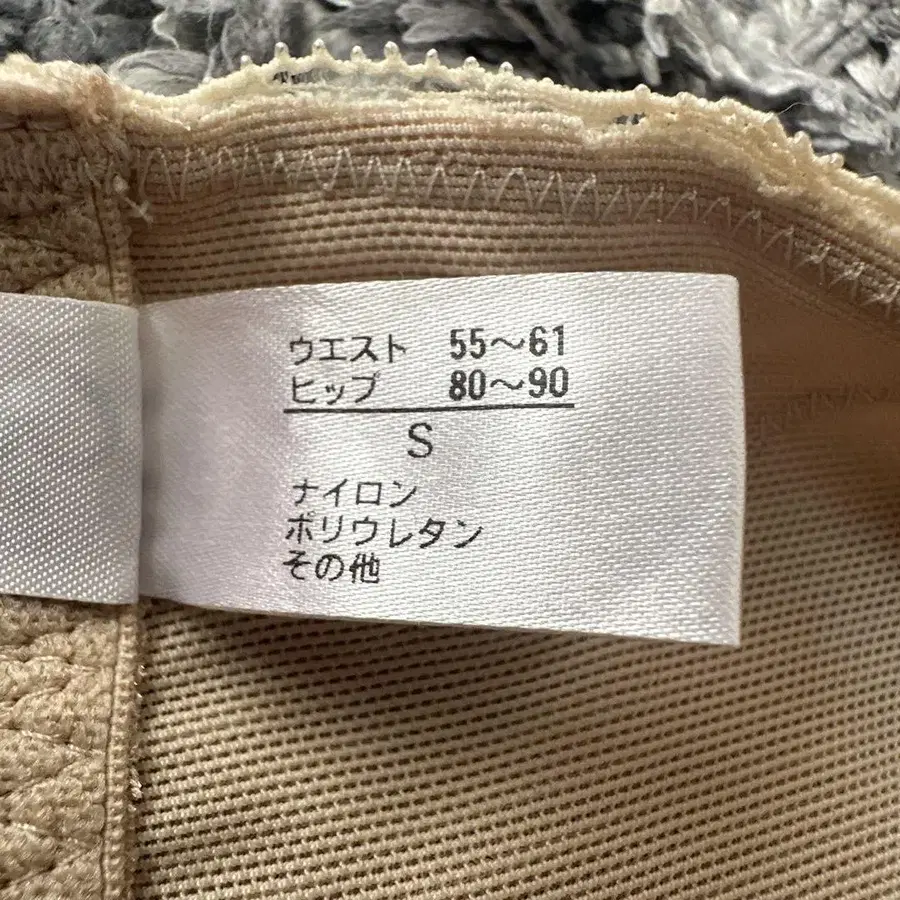 ウエスト 55〜61
ヒップ 80〜90
S
ナイロン
ポリウレタン
その他